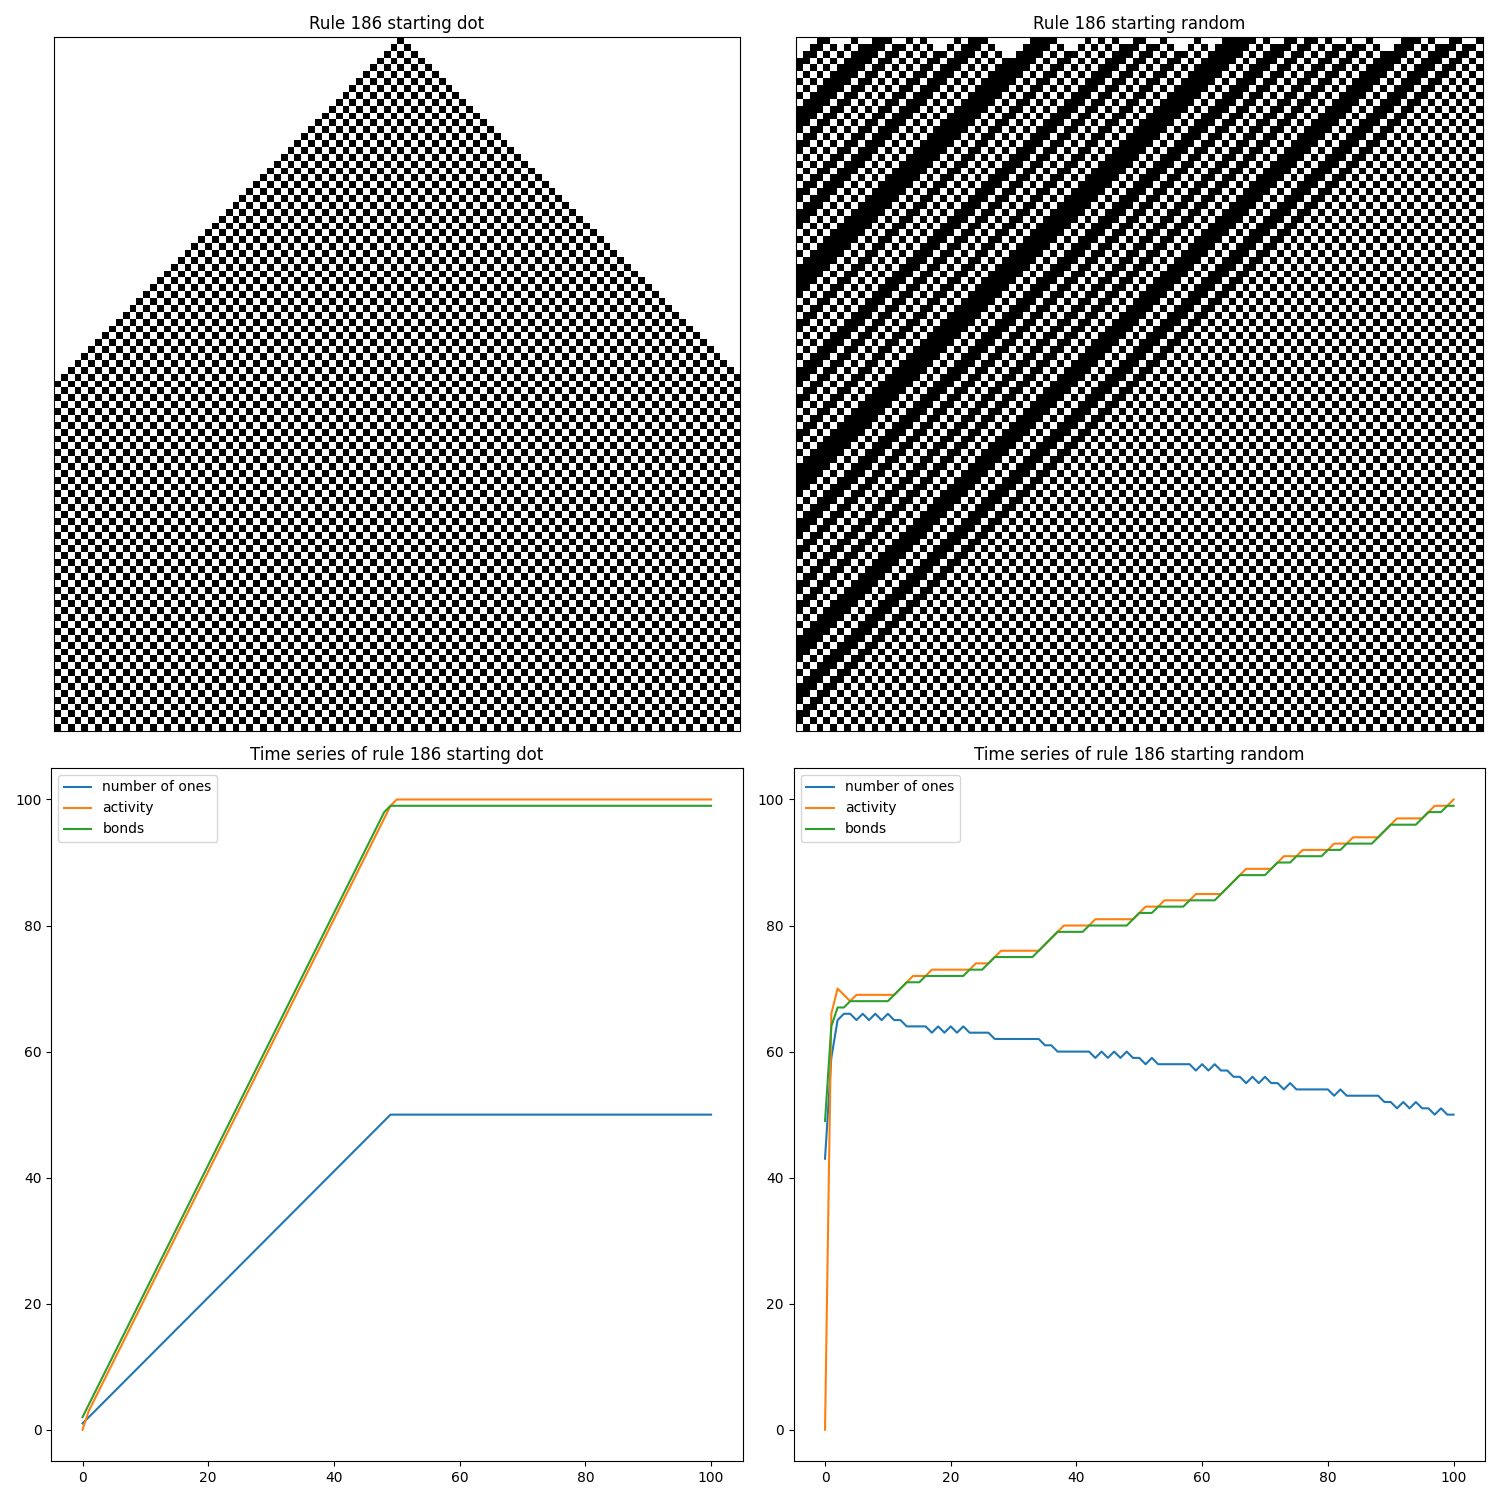 Rule 186 starting dot
Rule 186 starting random
Time series of rule 186 starting dot
number of ones
activity
bonds
100
80
60
40
20
0
0 20 40 60 80 100
Time series of rule 186 starting random
number of ones
activity
bonds
100
80
60
40
20
0
0 20 40 60 80 100